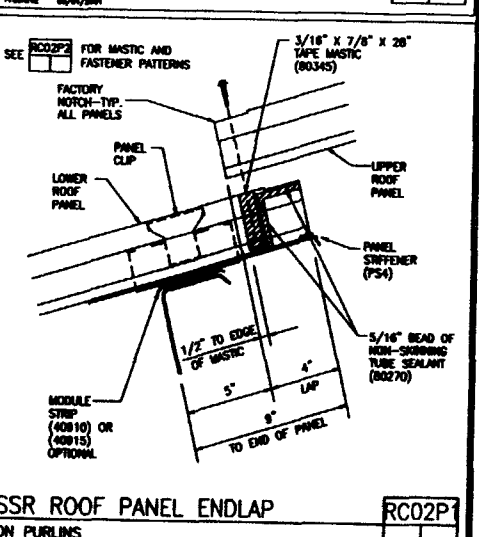 SEE RC02P2 FOR MASTIC AND
FASTENER PATTERNS
3/16" X 7/8" 28"
TAPE MASTIC
(80345)
FACTORY
NOTCH-TYP.
ALL PANELS
PANEL
CLIP
LOWER
ROOF
PANEL
UPPER
ROOF
PANEL
PANEL
STIFFENER
(PS4)
1/2" TO EDGE
OF MASTIC
5/16" BEAD OF
NON-SKINNING
TUBE SEALANT
(80270)
5"
4"
LAP
9"
TO END OF PANEL
MODULE
STRIP
(40910) OR
(40915)
OPTIONAL
SSR ROOF PANEL ENDLAP
RC02P1
ON PURLINS